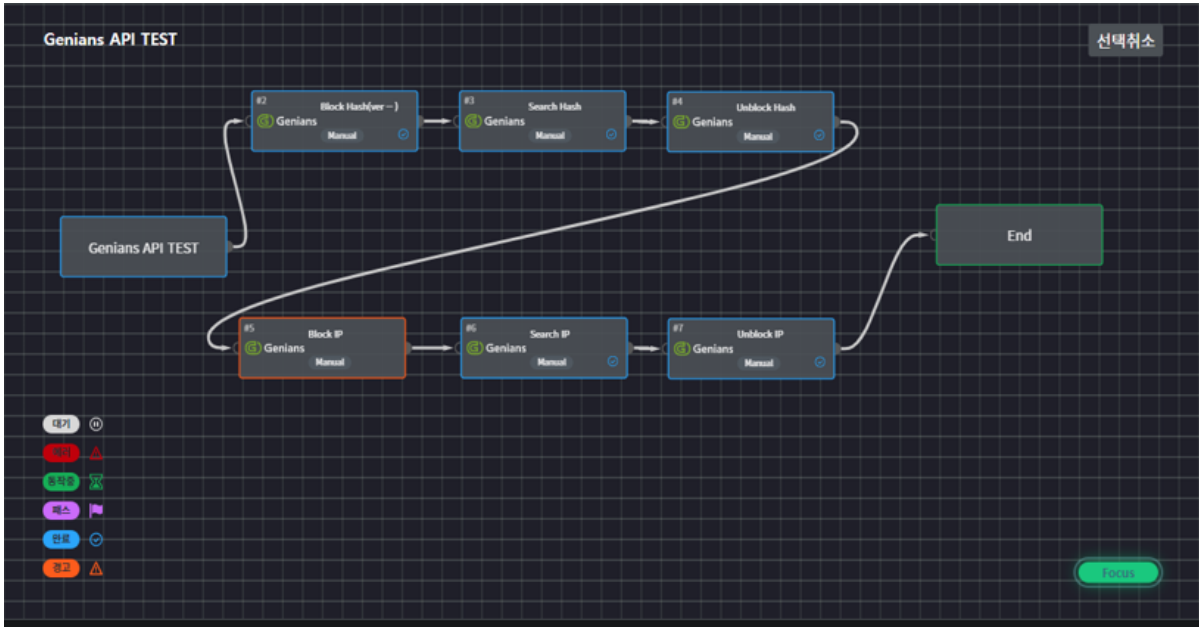 Genians API TEST
선택취소
#2
Block Hash(ver－)
Genians
Manual
#3
Search Hash
Genians
Manual
#4
Unblock Hash
Genians
Manual
Genians API TEST
End
#5
Block IP
Genians
Manual
#6
Search IP
Genians
Manual
#7
Unblock IP
Genians
Manual
대기
에러
동작중
패스
완료
경고
Focus